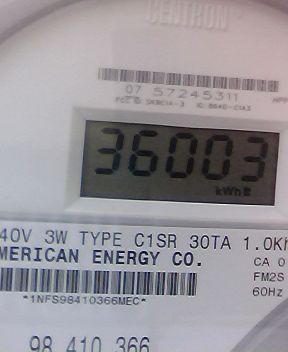 CENTRON
07 57245311
36003
kWh
40V 3W TYPE C1SR 30TA 1.0Kh
MERICAN ENERGY CO.
CA 0
FM2S
60Hz
*1NFS98410366MEC*
98 410 366